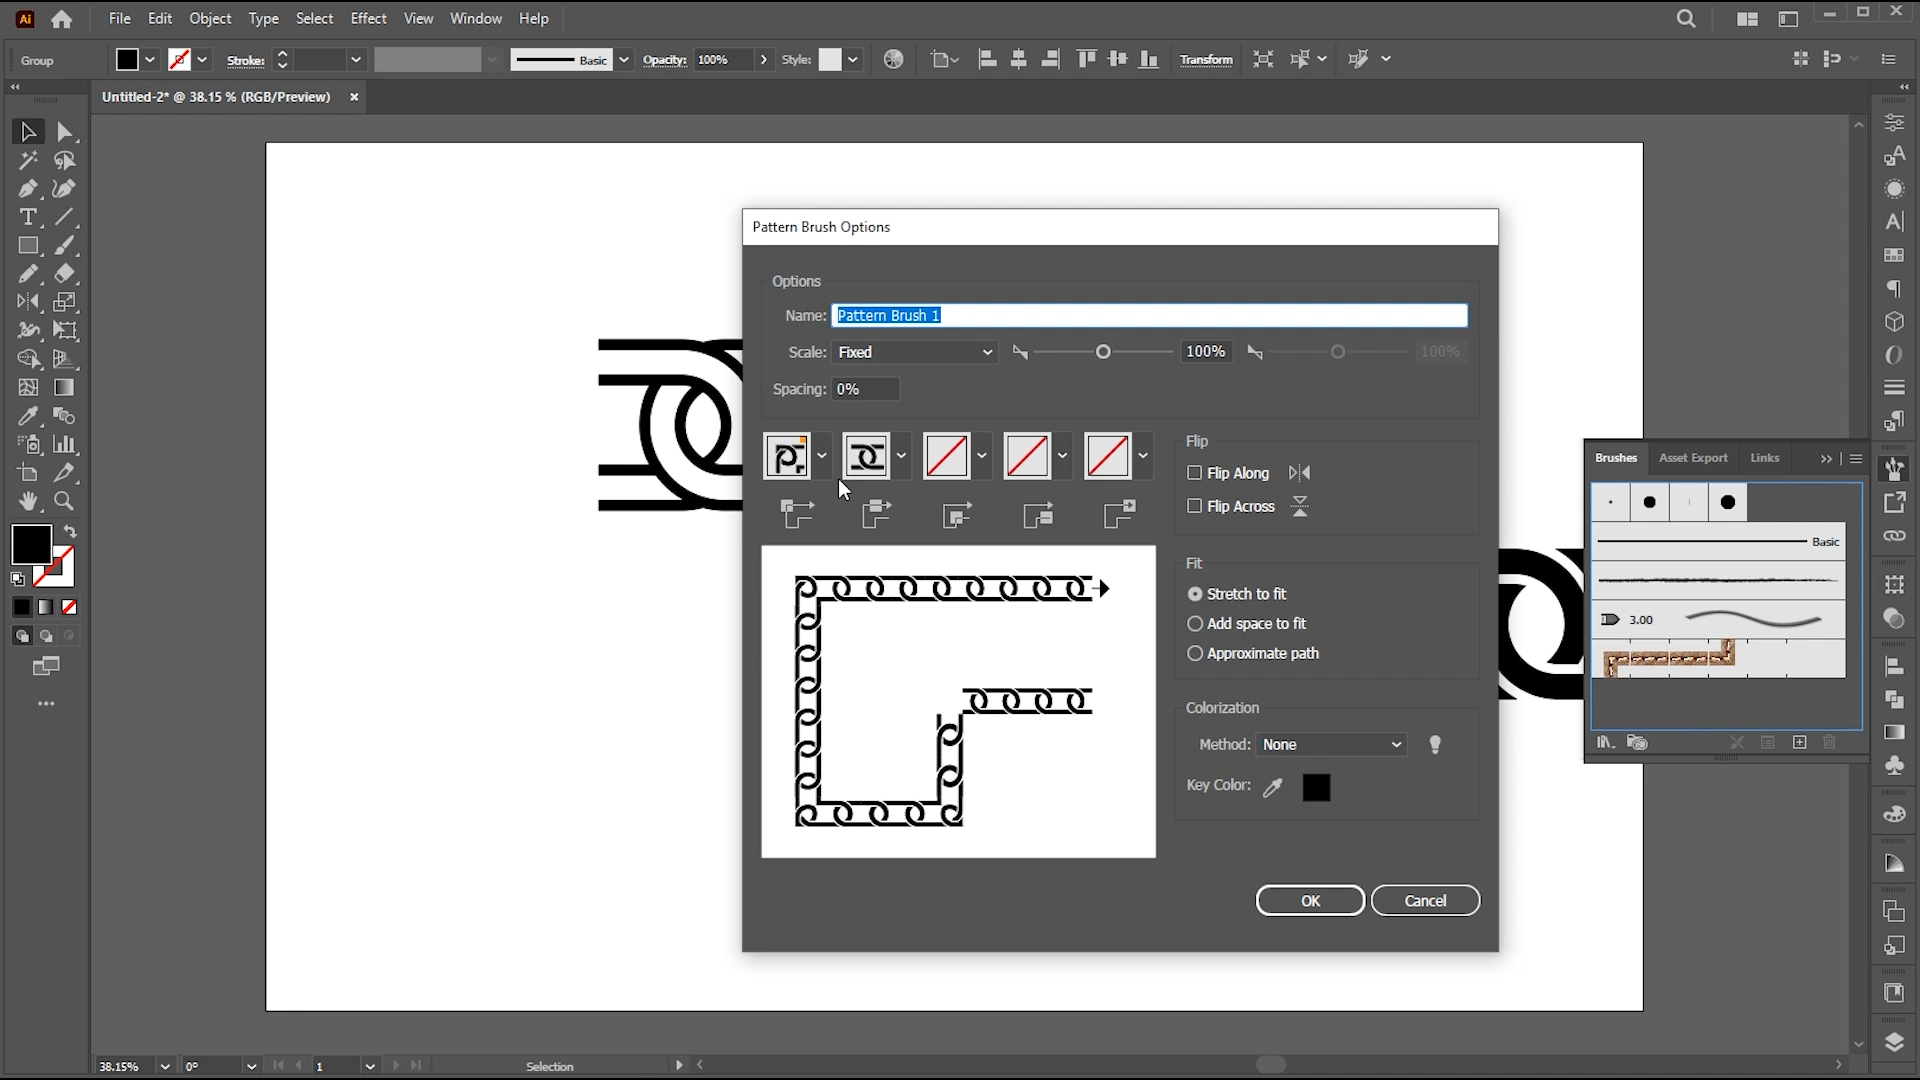 Ai File Edit Object Type Select Effect View Window Help
Group Stroke: Basic Opacity: 100% Style: Transform
Untitled-2* @ 38.15 % (RGB/Preview) ×
Pattern Brush Options
Options
Name: Pattern Brush 1
Scale: Fixed 100% 100%
Spacing: 0%
Flip
Flip Along
Flip Across
Fit
Stretch to fit
Add space to fit
Approximate path
Colorization
Method: None
Key Color:
OK Cancel
Brushes Asset Export Links
Basic
3.00
38.15% 0° 1 Selection